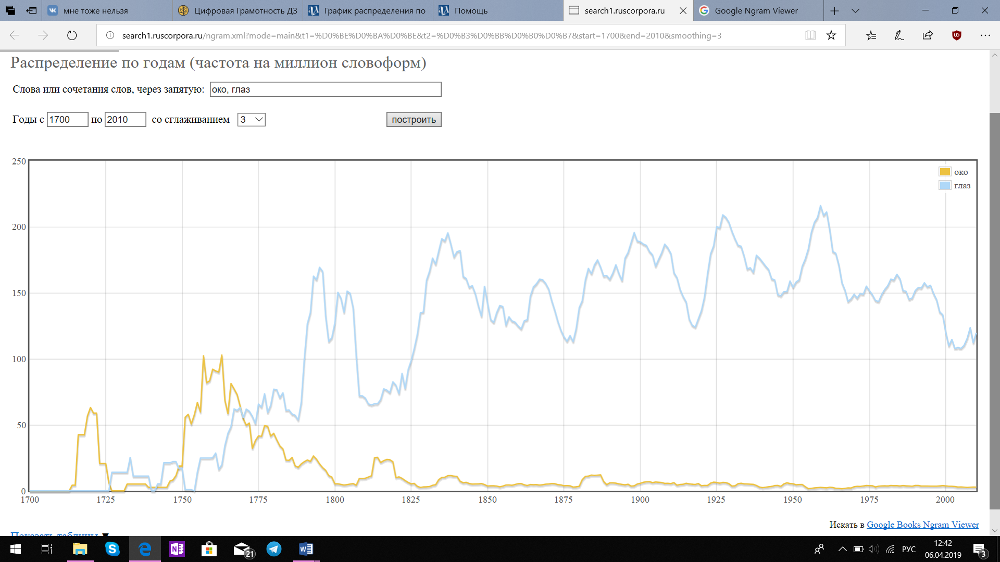 мне тоже нельзя
Цифровая Грамотность ДЗ
График распределения по
Помощь
search1.ruscorpora.ru
Google Ngram Viewer
search1.ruscorpora.ru/ngram.xml?mode=main&t1=%D0%BE%D0%BA%D0%BE&t2=%D0%B3%D0%BB%D0%B0%D0%B7&start=1700&end=2010&smoothing=3
Распределение по годам (частота на миллион словоформ)
Слова или сочетания слов, через запятую: око, глаз
Годы с 1700 по 2010 со сглаживанием 3 построить
250
200
150
100
50
0
око
глаз
1700 1725 1750 1775 1800 1825 1850 1875 1900 1925 1950 1975 2000
Искать в Google Books Ngram Viewer
Показать таблицы ▼
21
РУС
12:42
06.04.2019
3